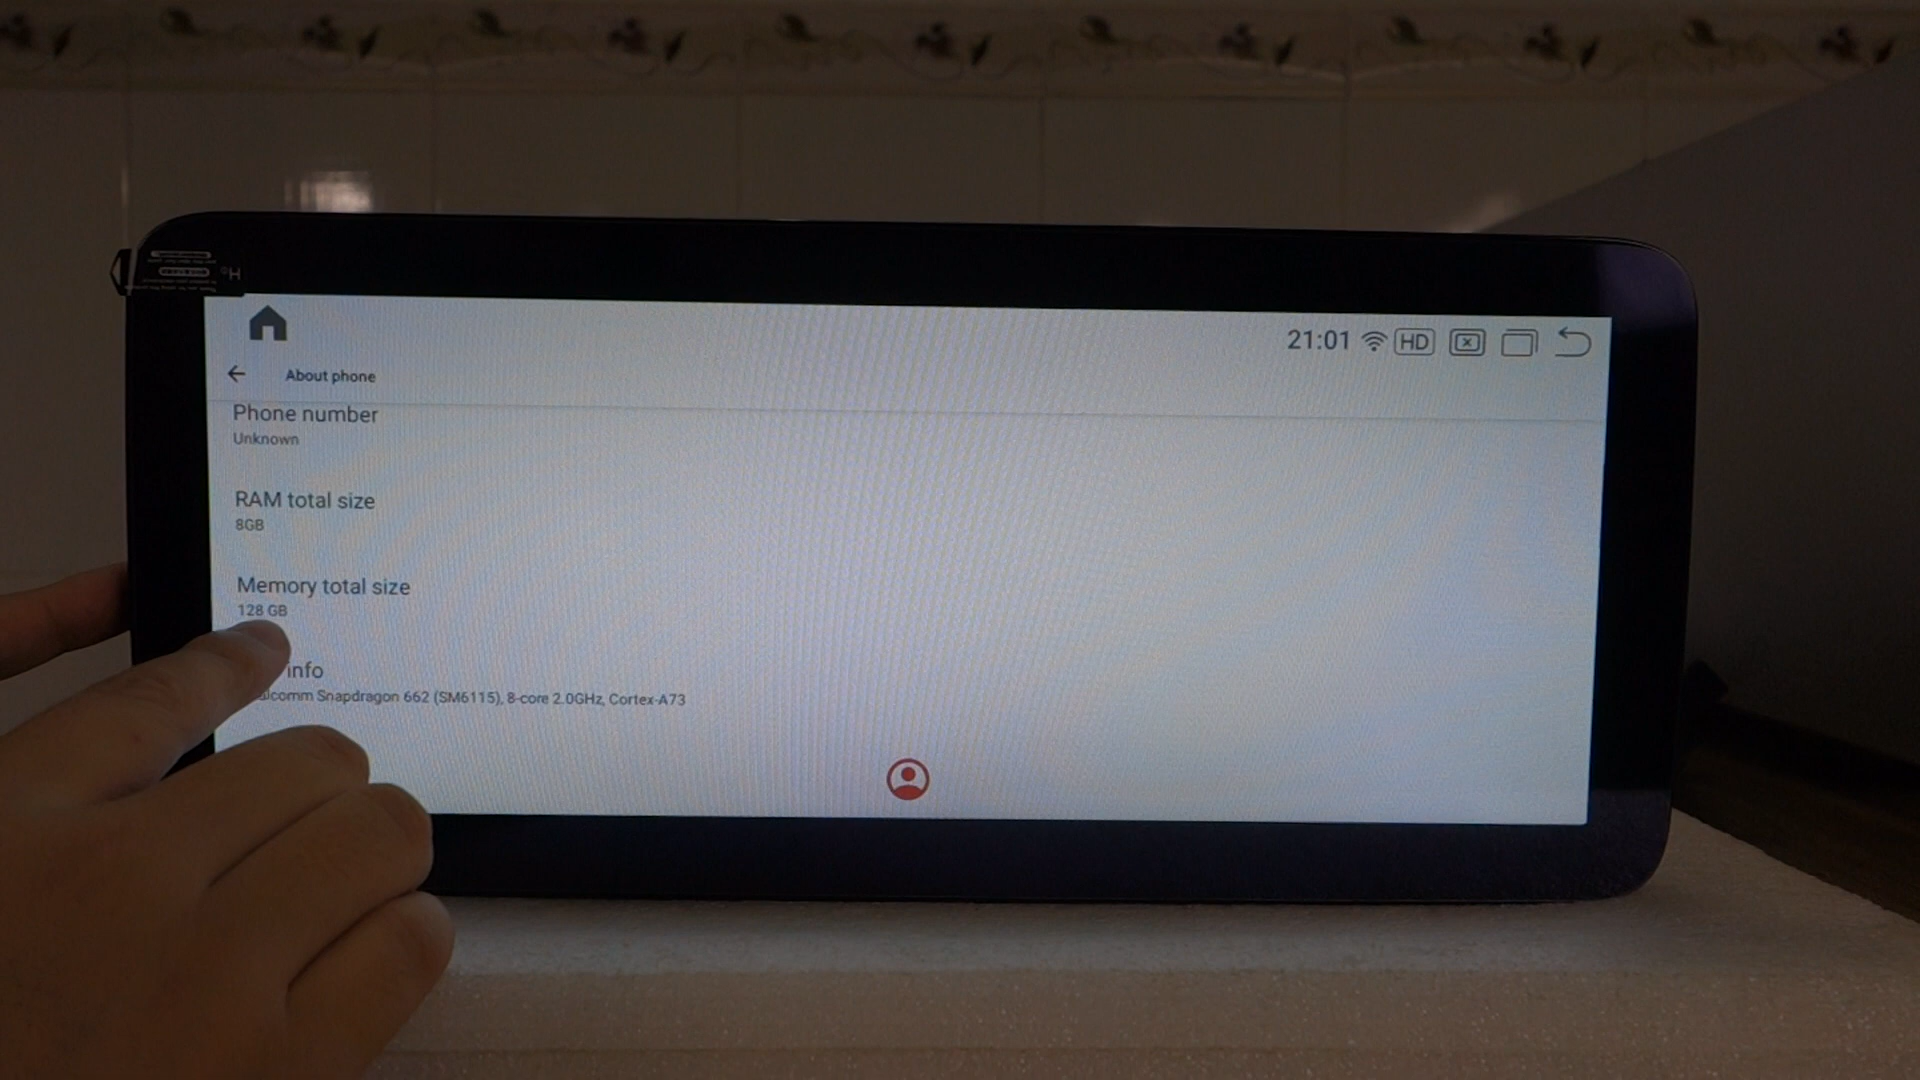 21:01 HD
About phone
Phone number
Unknown
RAM total size
8GB
Memory total size
128 GB
info
lcomm Snapdragon 662 (SM6115), 8-core 2.0GHz, Cortex-A73